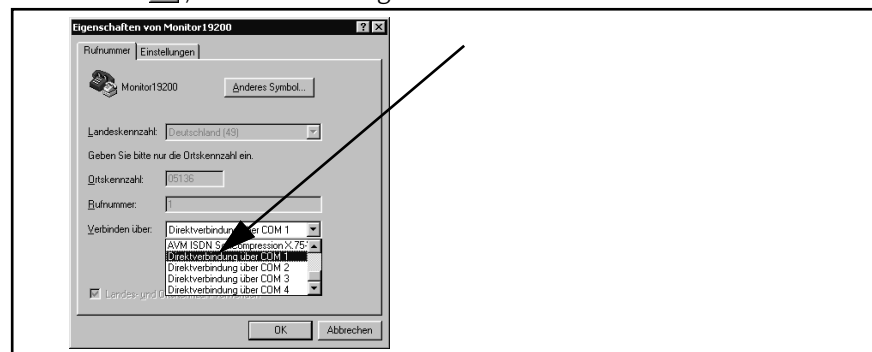 Eigenschaften von Monitor19200
Rufnummer Einstellungen
Monitor19200 Anderes Symbol...
Landeskennzahl: Deutschland (49)
Geben Sie bitte nur die Ortskennzahl ein.
Ortskennzahl: 05136
Rufnummer: 1
Verbinden über: Direktverbindung über COM 1
AVM ISDN X.75
Direktverbindung über COM 1
Direktverbindung über COM 2
Direktverbindung über COM 3
Direktverbindung über COM 4
Landes- und
OK Abbrechen